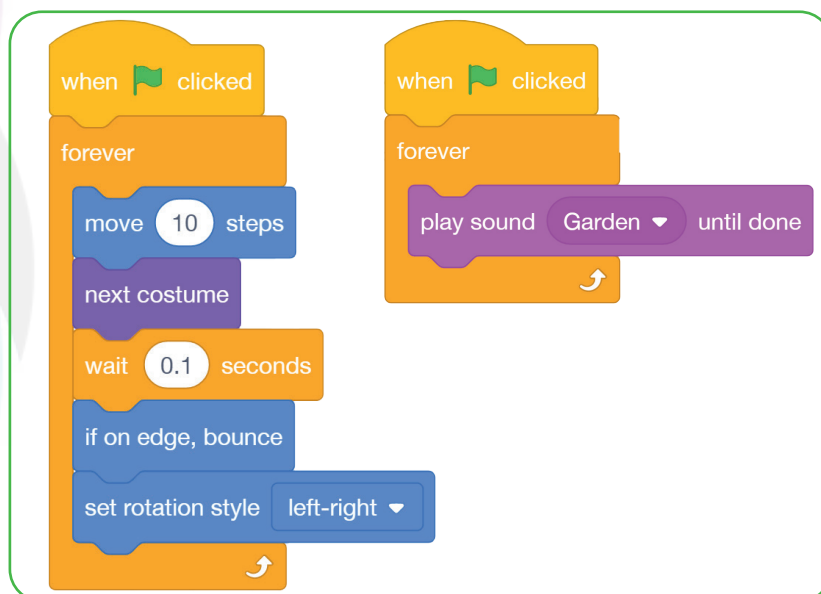 when clicked
forever
move 10 steps
next costume
wait 0.1 seconds
if on edge, bounce
set rotation style left-right
when clicked
forever
play sound Garden until done